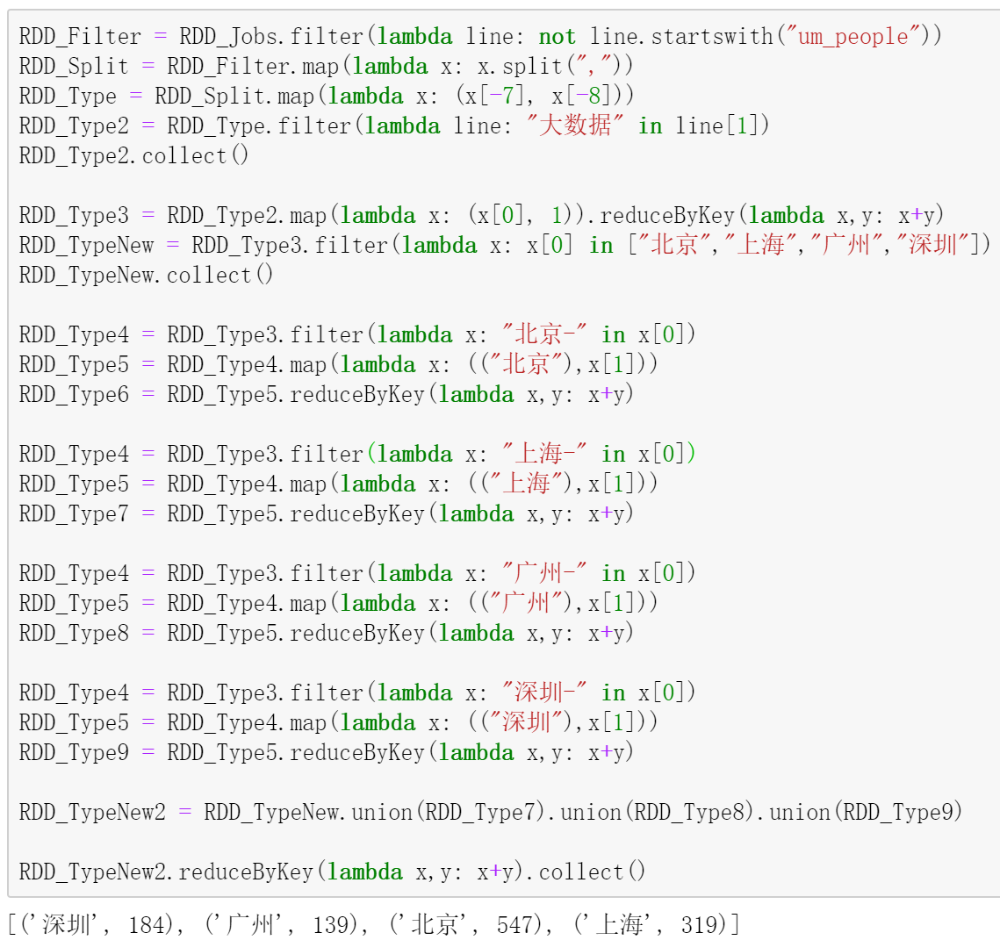 RDD_Filter = RDD_Jobs.filter(lambda line: not line.startswith("um_people"))
RDD_Split = RDD_Filter.map(lambda x: x.split(","))
RDD_Type = RDD_Split.map(lambda x: (x[-7], x[-8]))
RDD_Type2 = RDD_Type.filter(lambda line: "大数据" in line[1])
RDD_Type2.collect()
RDD_Type3 = RDD_Type2.map(lambda x: (x[0], 1)).reduceByKey(lambda x,y: x+y)
RDD_TypeNew = RDD_Type3.filter(lambda x: x[0] in ["北京","上海","广州","深圳"])
RDD_TypeNew.collect()
RDD_Type4 = RDD_Type3.filter(lambda x: "北京-" in x[0])
RDD_Type5 = RDD_Type4.map(lambda x: (("北京"),x[1]))
RDD_Type6 = RDD_Type5.reduceByKey(lambda x,y: x+y)
RDD_Type4 = RDD_Type3.filter(lambda x: "上海-" in x[0])
RDD_Type5 = RDD_Type4.map(lambda x: (("上海"),x[1]))
RDD_Type7 = RDD_Type5.reduceByKey(lambda x,y: x+y)
RDD_Type4 = RDD_Type3.filter(lambda x: "广州-" in x[0])
RDD_Type5 = RDD_Type4.map(lambda x: (("广州"),x[1]))
RDD_Type8 = RDD_Type5.reduceByKey(lambda x,y: x+y)
RDD_Type4 = RDD_Type3.filter(lambda x: "深圳-" in x[0])
RDD_Type5 = RDD_Type4.map(lambda x: (("深圳"),x[1]))
RDD_Type9 = RDD_Type5.reduceByKey(lambda x,y: x+y)
RDD_TypeNew2 = RDD_TypeNew.union(RDD_Type7).union(RDD_Type8).union(RDD_Type9)
RDD_TypeNew2.reduceByKey(lambda x,y: x+y).collect()
[('深圳', 184), ('广州', 139), ('北京', 547), ('上海', 319)]